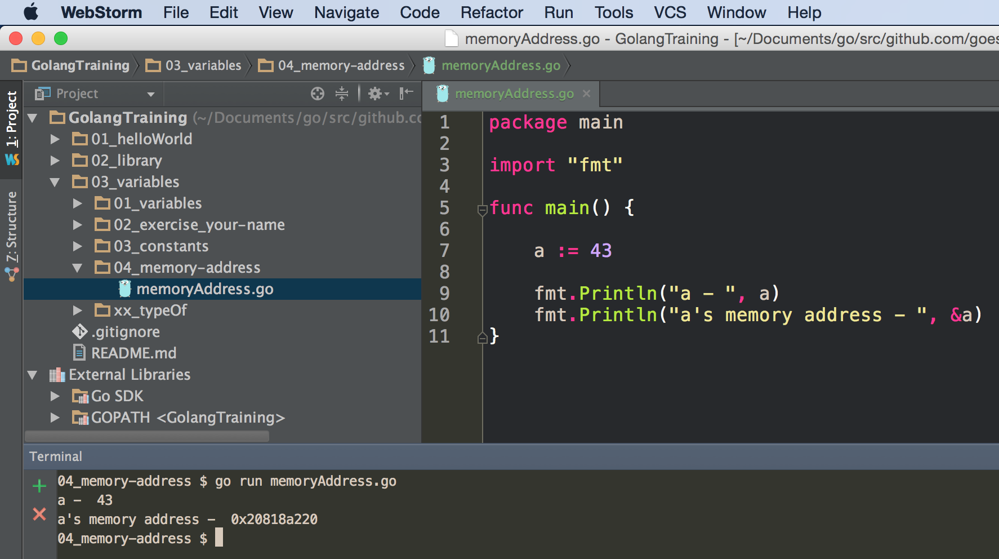 WebStorm File Edit View Navigate Code Refactor Run Tools VCS Window Help
memoryAddress.go - GolangTraining - [~/Documents/go/src/github.com/goes
GolangTraining 03_variables 04_memory-address memoryAddress.go
1: Project
Z: Structure
Project
GolangTraining (~/Documents/go/src/github.co
01_helloWorld
02_library
03_variables
01_variables
02_exercise_your-name
03_constants
04_memory-address
memoryAddress.go
xx_typeOf
.gitignore
README.md
External Libraries
Go SDK
GOPATH <GolangTraining>
memoryAddress.go
1 package main
2
3 import "fmt"
4
5 func main() {
6
7     a := 43
8
9     fmt.Println("a - ", a)
10     fmt.Println("a's memory address - ", &a)
11 }
Terminal
04_memory-address $ go run memoryAddress.go
a -  43
a's memory address -  0x20818a220
04_memory-address $